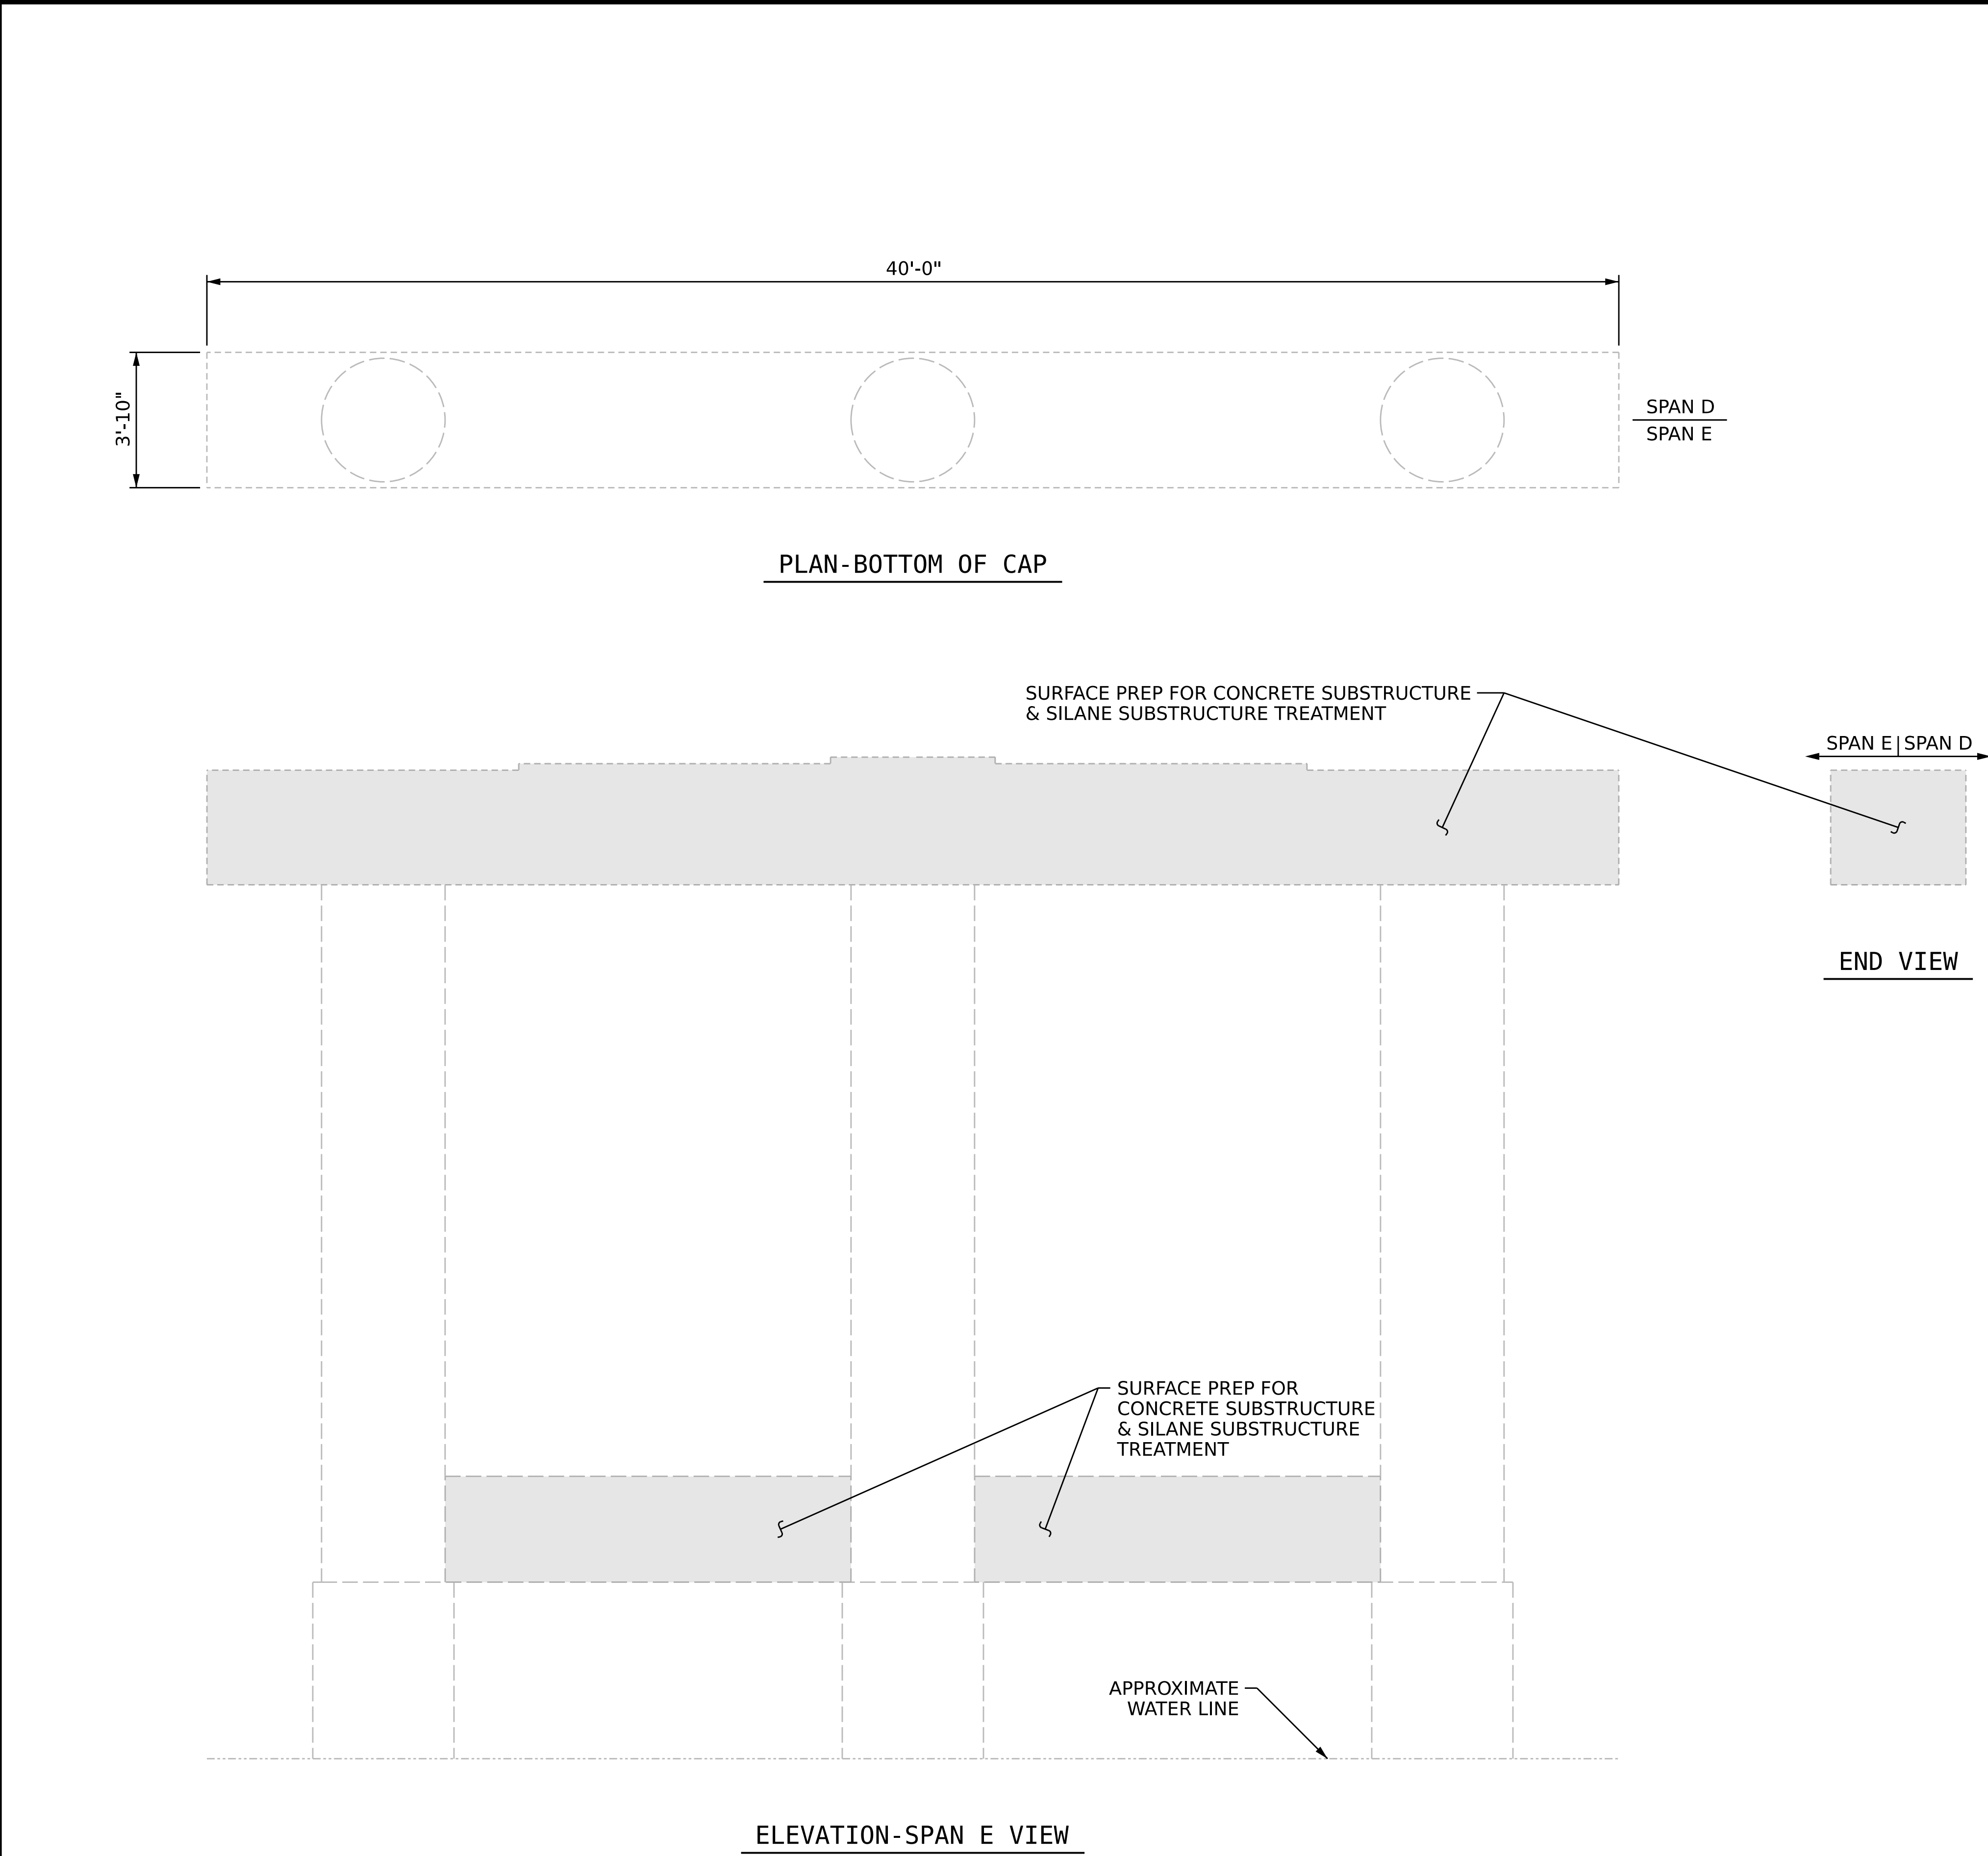 40'-0"
3'-10"
SPAN D
SPAN E
PLAN-BOTTOM OF CAP
SURFACE PREP FOR CONCRETE SUBSTRUCTURE
& SILANE SUBSTRUCTURE TREATMENT
SPAN E SPAN D
END VIEW
SURFACE PREP FOR
CONCRETE SUBSTRUCTURE
& SILANE SUBSTRUCTURE
TREATMENT
APPROXIMATE
WATER LINE
ELEVATION-SPAN E VIEW